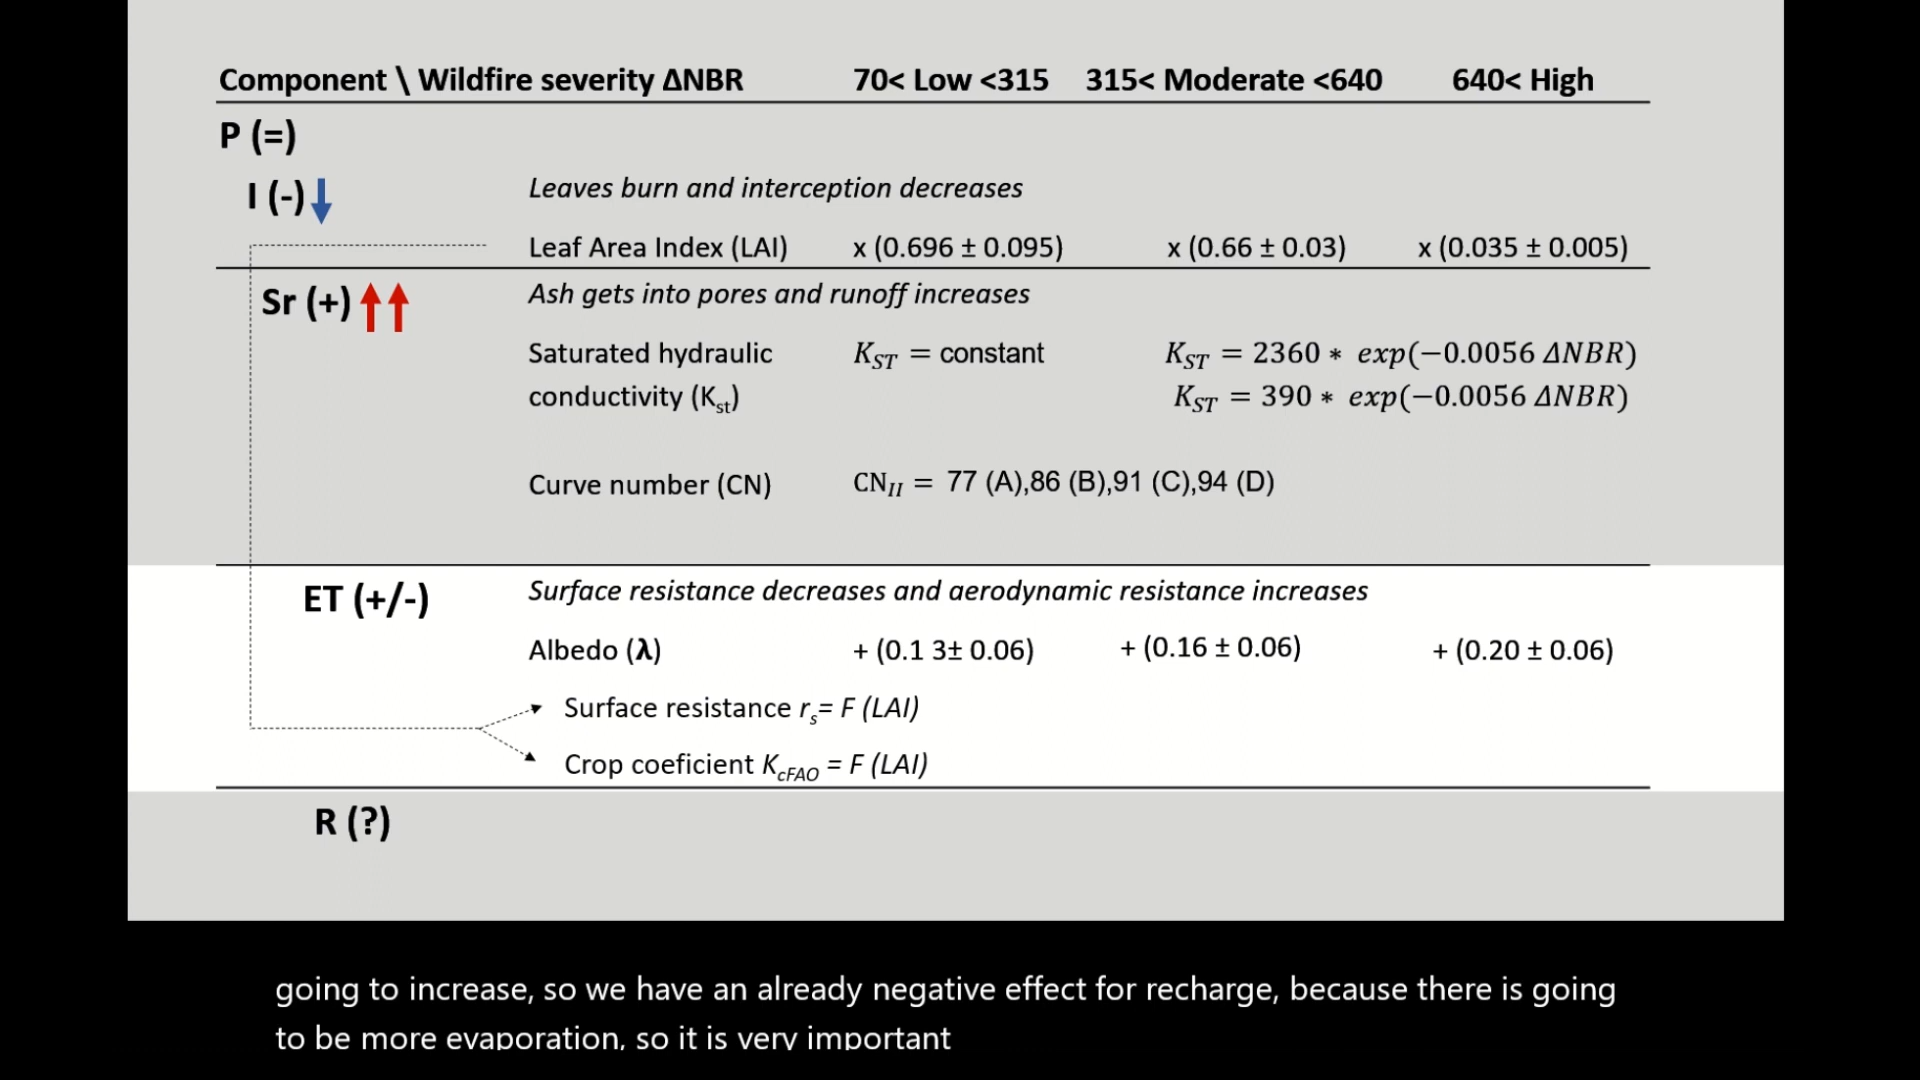 Component \ Wildfire severity ΔNBR 70< Low <315 315< Moderate <640 640< High
P (=)
I (-)
Leaves burn and interception decreases
Leaf Area Index (LAI) x (0.696 ± 0.095) x (0.66 ± 0.03) x (0.035 ± 0.005)
Sr (+)
Ash gets into pores and runoff increases
Saturated hydraulic conductivity (Kst)
K_ST = constant
K_ST = 2360 * exp(−0.0056 ΔNBR)
K_ST = 390 * exp(−0.0056 ΔNBR)
Curve number (CN) CN_II = 77 (A),86 (B),91 (C),94 (D)
ET (+/-)
Surface resistance decreases and aerodynamic resistance increases
Albedo (λ) + (0.1 3± 0.06) + (0.16 ± 0.06) + (0.20 ± 0.06)
Surface resistance r_s= F (LAI)
Crop coeficient K_cFAO = F (LAI)
R (?)
going to increase, so we have an already negative effect for recharge, because there is going
to be more evaporation, so it is very important